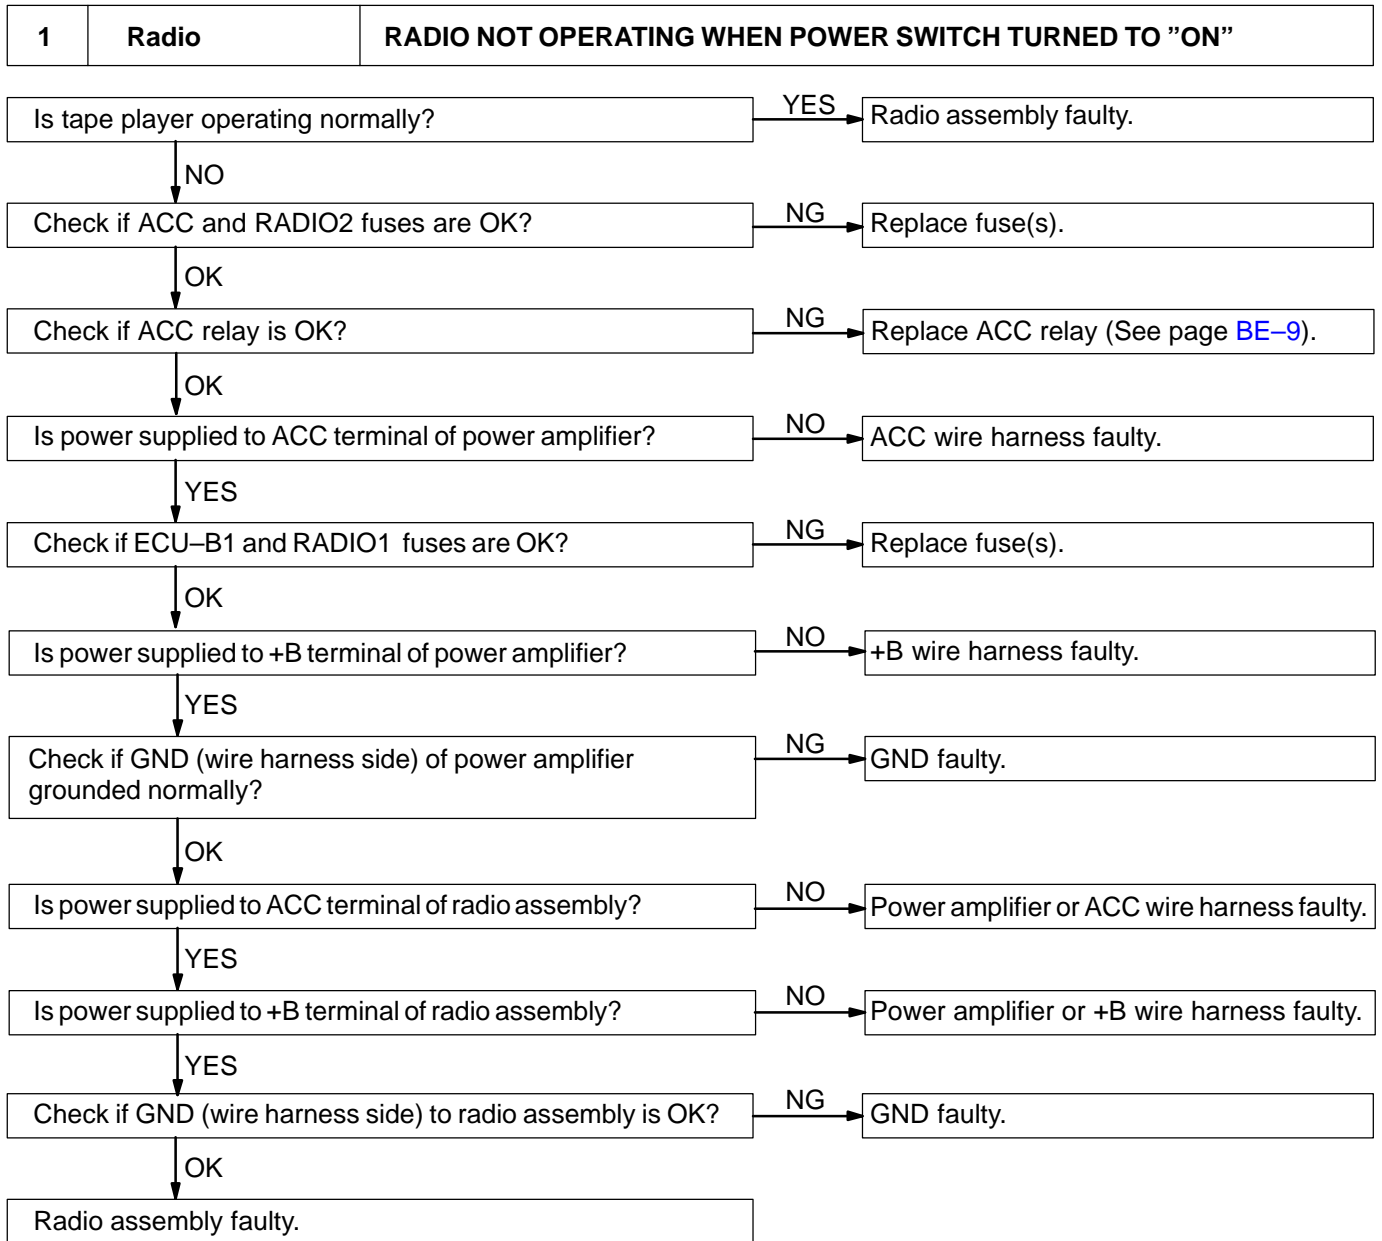 1 Radio RADIO NOT OPERATING WHEN POWER SWITCH TURNED TO ”ON”
Is tape player operating normally? YES Radio assembly faulty.
NO
Check if ACC and RADIO2 fuses are OK? NG Replace fuse(s).
OK
Check if ACC relay is OK? NG Replace ACC relay (See page BE–9).
OK
Is power supplied to ACC terminal of power amplifier? NO ACC wire harness faulty.
YES
Check if ECU–B1 and RADIO1 fuses are OK? NG Replace fuse(s).
OK
Is power supplied to +B terminal of power amplifier? NO +B wire harness faulty.
YES
Check if GND (wire harness side) of power amplifier
grounded normally? NG GND faulty.
OK
Is power supplied to ACC terminal of radio assembly? NO Power amplifier or ACC wire harness faulty.
YES
Is power supplied to +B terminal of radio assembly? NO Power amplifier or +B wire harness faulty.
YES
Check if GND (wire harness side) to radio assembly is OK? NG GND faulty.
OK
Radio assembly faulty.